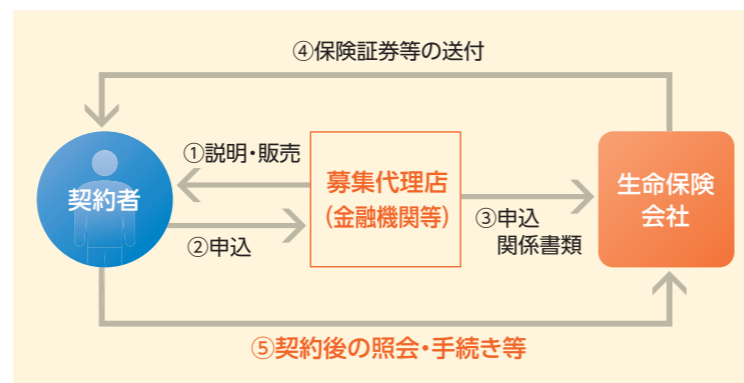 ④保険証券等の送付
①説明・販売
契約者
募集代理店
(金融機関等)
②申込
③申込
関係書類
生命保険
会社
⑤契約後の照会・手続き等